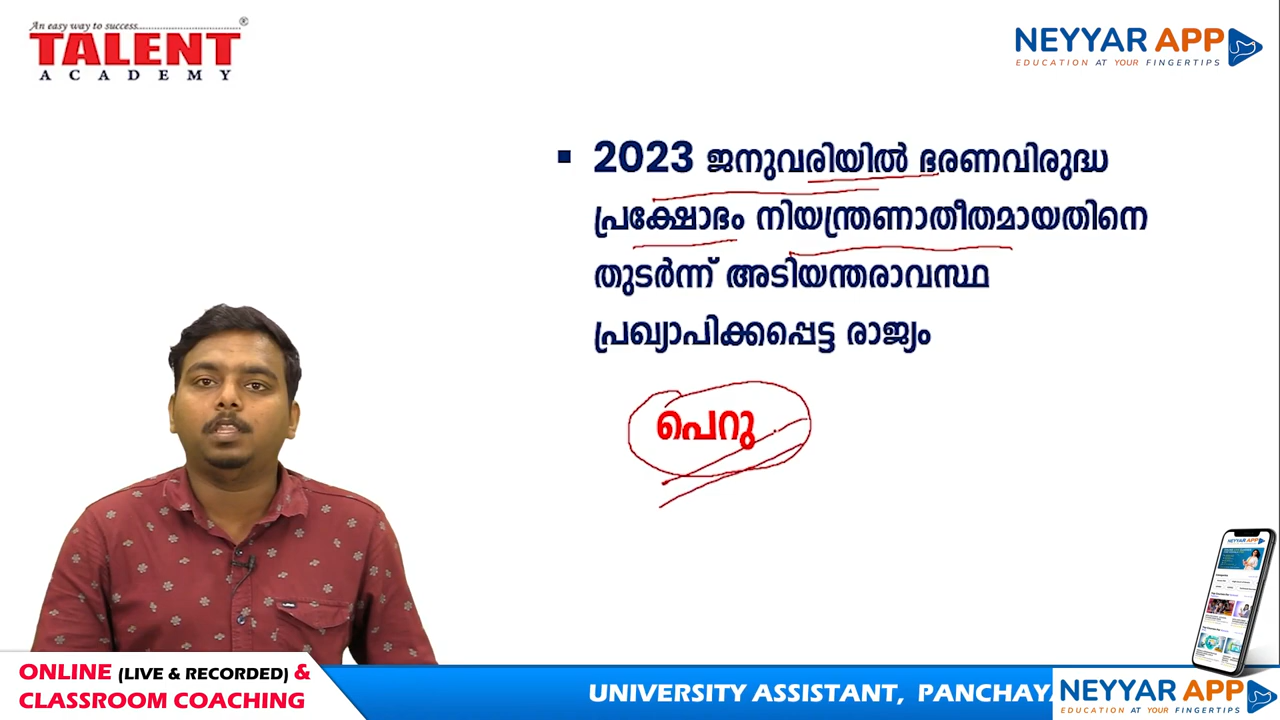 An easy way to success..................
TALENT
ACADEMY
NEYYAR APP
EDUCATION AT YOUR FINGERTIPS
2023 ജനുവരിയിൽ ഭരണവിരുദ്ധ
പ്രക്ഷോഭം നിയന്ത്രണാതീതമായതിനെ
തുടർന്ന് അടിയന്തരാവസ്ഥ
പ്രഖ്യാപിക്കപ്പെട്ട രാജ്യം
പെറു
ONLINE (LIVE & RECORDED) &
CLASSROOM COACHING
UNIVERSITY ASSISTANT, PANCHAYA
NEYYAR APP
EDUCATION AT YOUR FINGERTIPS